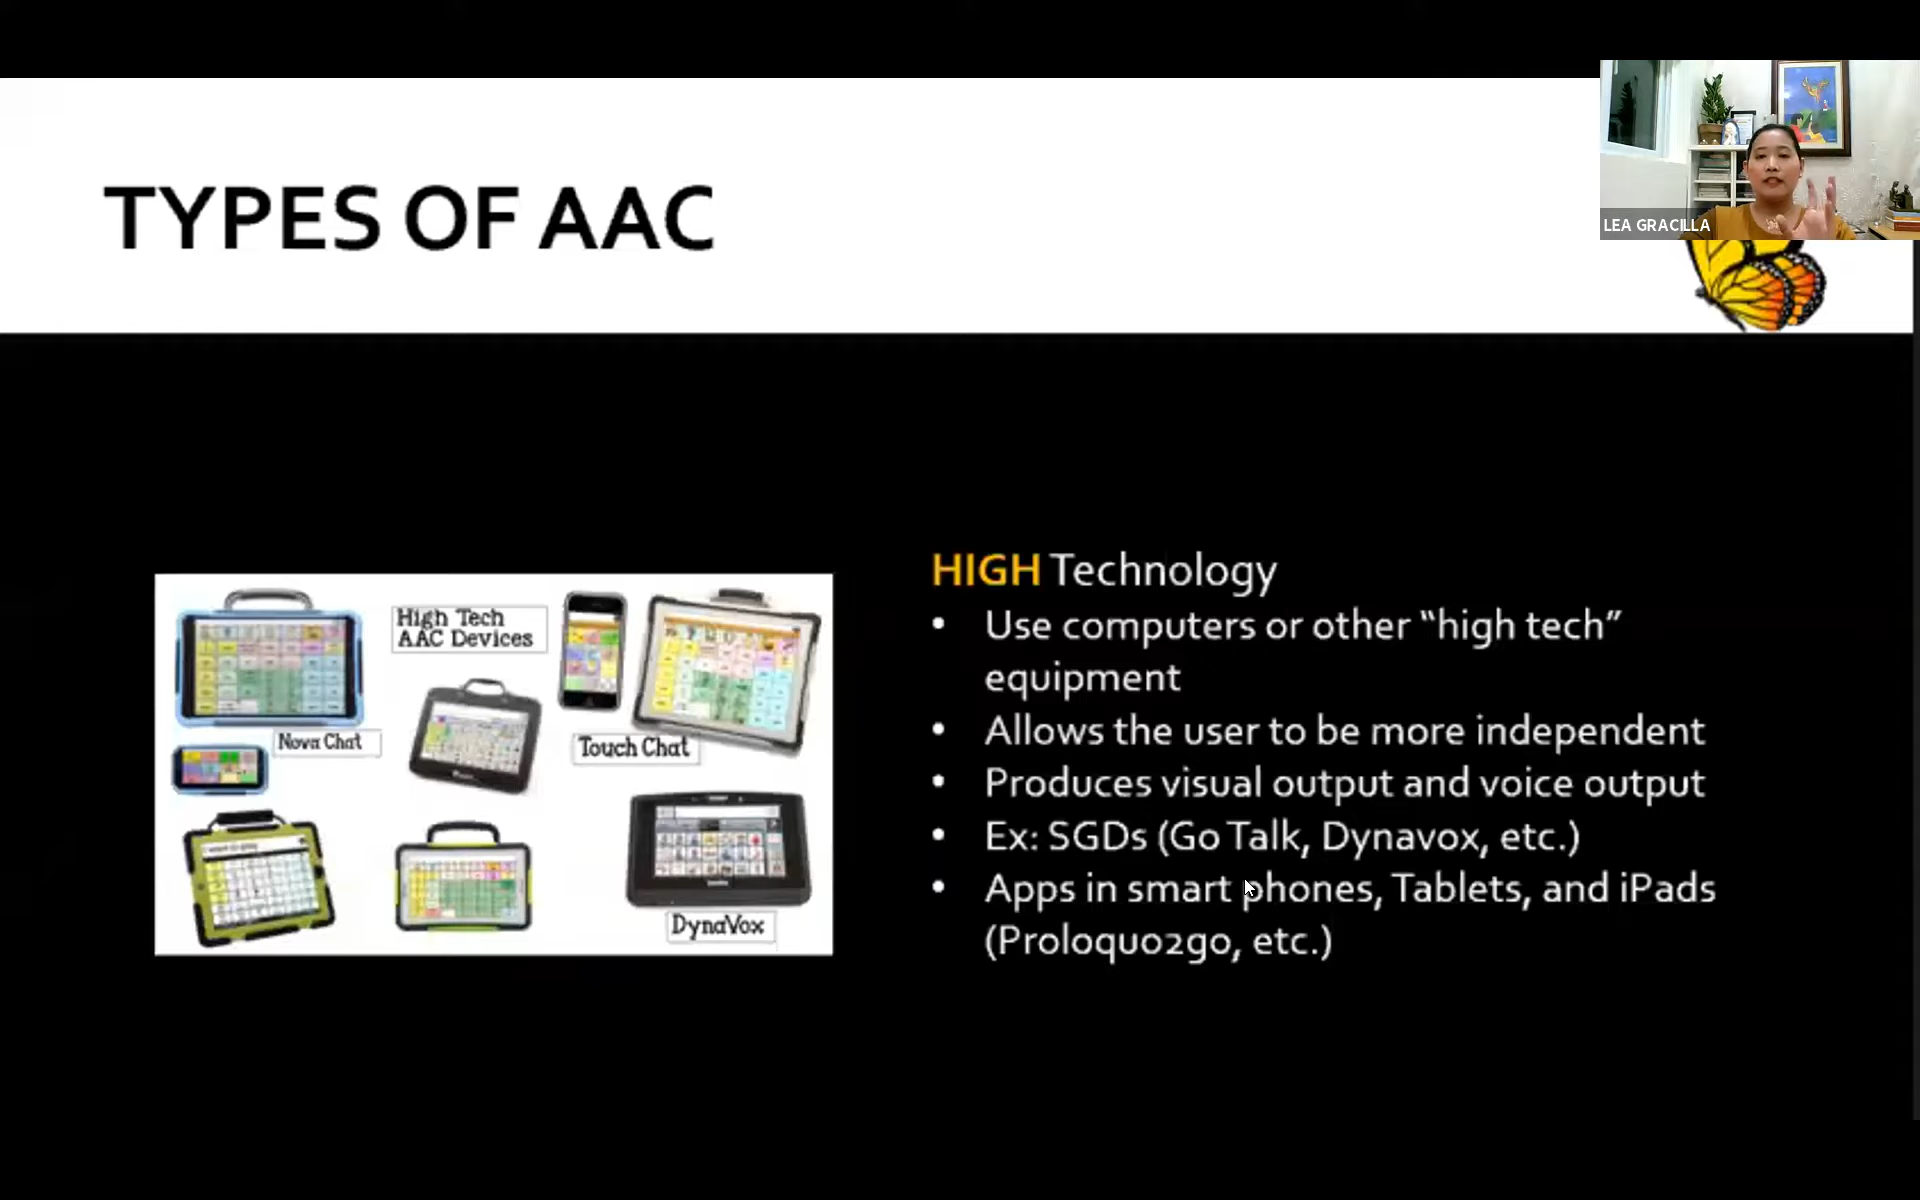 LEA GRACILLA
TYPES OF AAC
High Tech
AAC Devices
Nova Chat
Touch Chat
DynaVox
HIGH Technology
• Use computers or other “high tech”
equipment
• Allows the user to be more independent
• Produces visual output and voice output
• Ex: SGDs (Go Talk, Dynavox, etc.)
• Apps in smart phones, Tablets, and iPads
(Proloquo2go, etc.)